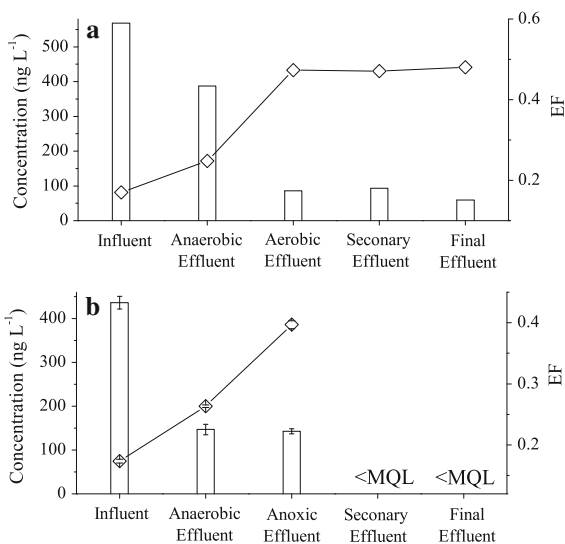 a
Concentration (ng L-1)
500
400
300
200
100
0
0.6
0.4
0.2
EF
Influent
Anaerobic
Effluent
Aerobic
Effluent
Seconary
Effluent
Final
Effluent
b
Concentration (ng L-1)
400
300
200
100
0
0.4
0.3
0.2
EF
<MQL
<MQL
Influent
Anaerobic
Effluent
Anoxic
Effluent
Seconary
Effluent
Final
Effluent